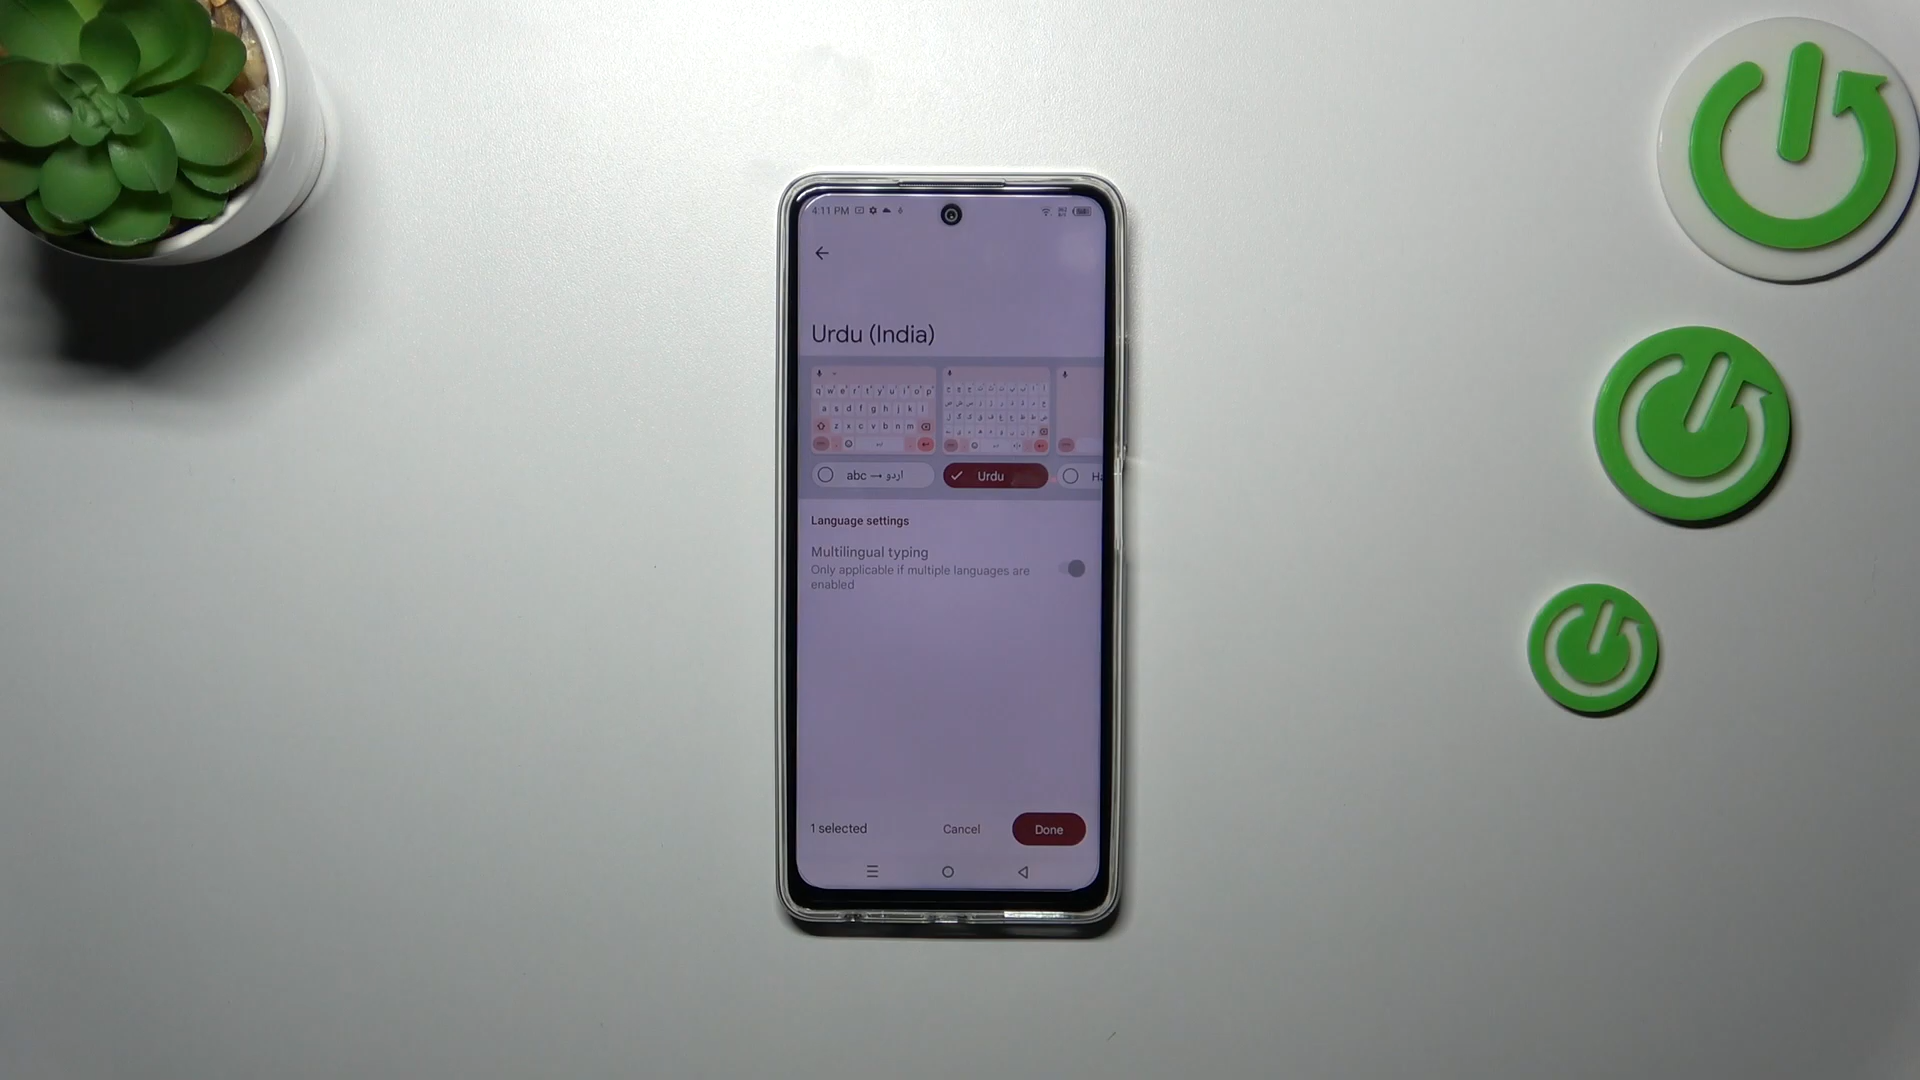 4:11 PM
Urdu (India)
q w e r t y u i o p
a s d f g h j k l
z x c v b n m
abc → اردو
Urdu
Language settings
Multilingual typing
Only applicable if multiple languages are
enabled
1 selected
Cancel
Done